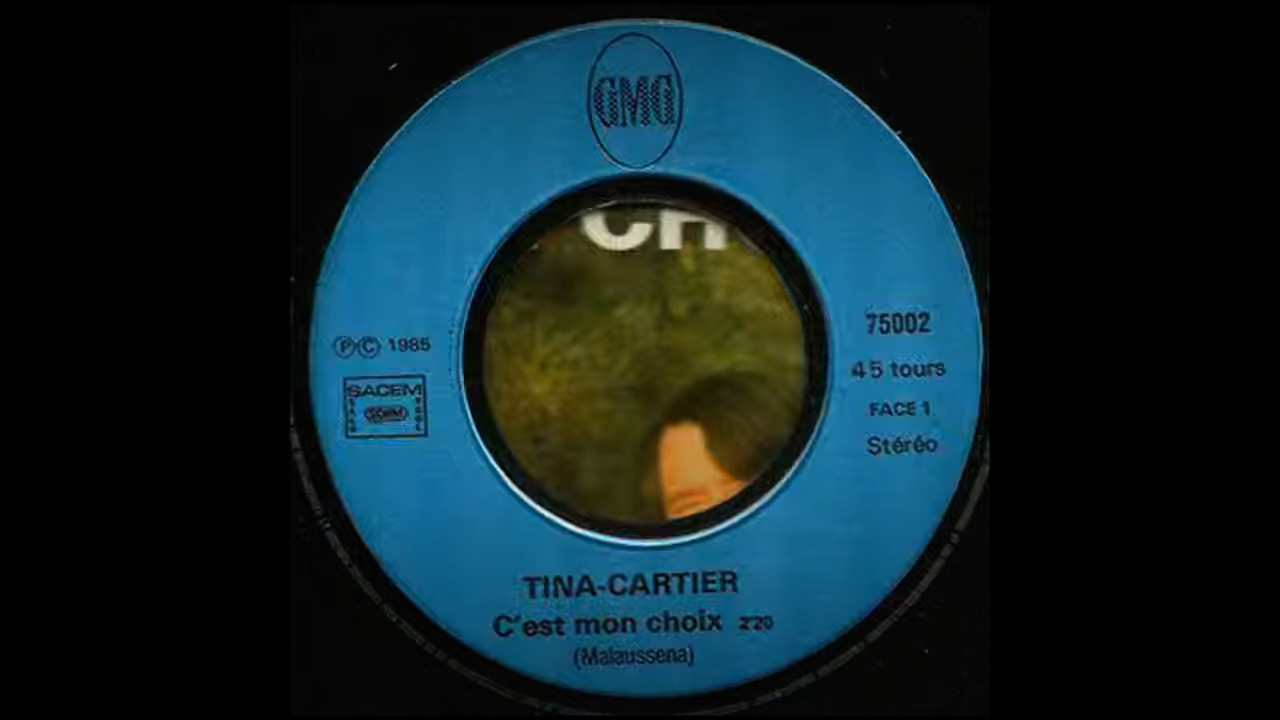 GMG
CH
75002
℗© 1985
45 tours
SACEM
FACE 1
Stéréo
TINA-CARTIER
C'est mon choix 2'20
(Malaussena)